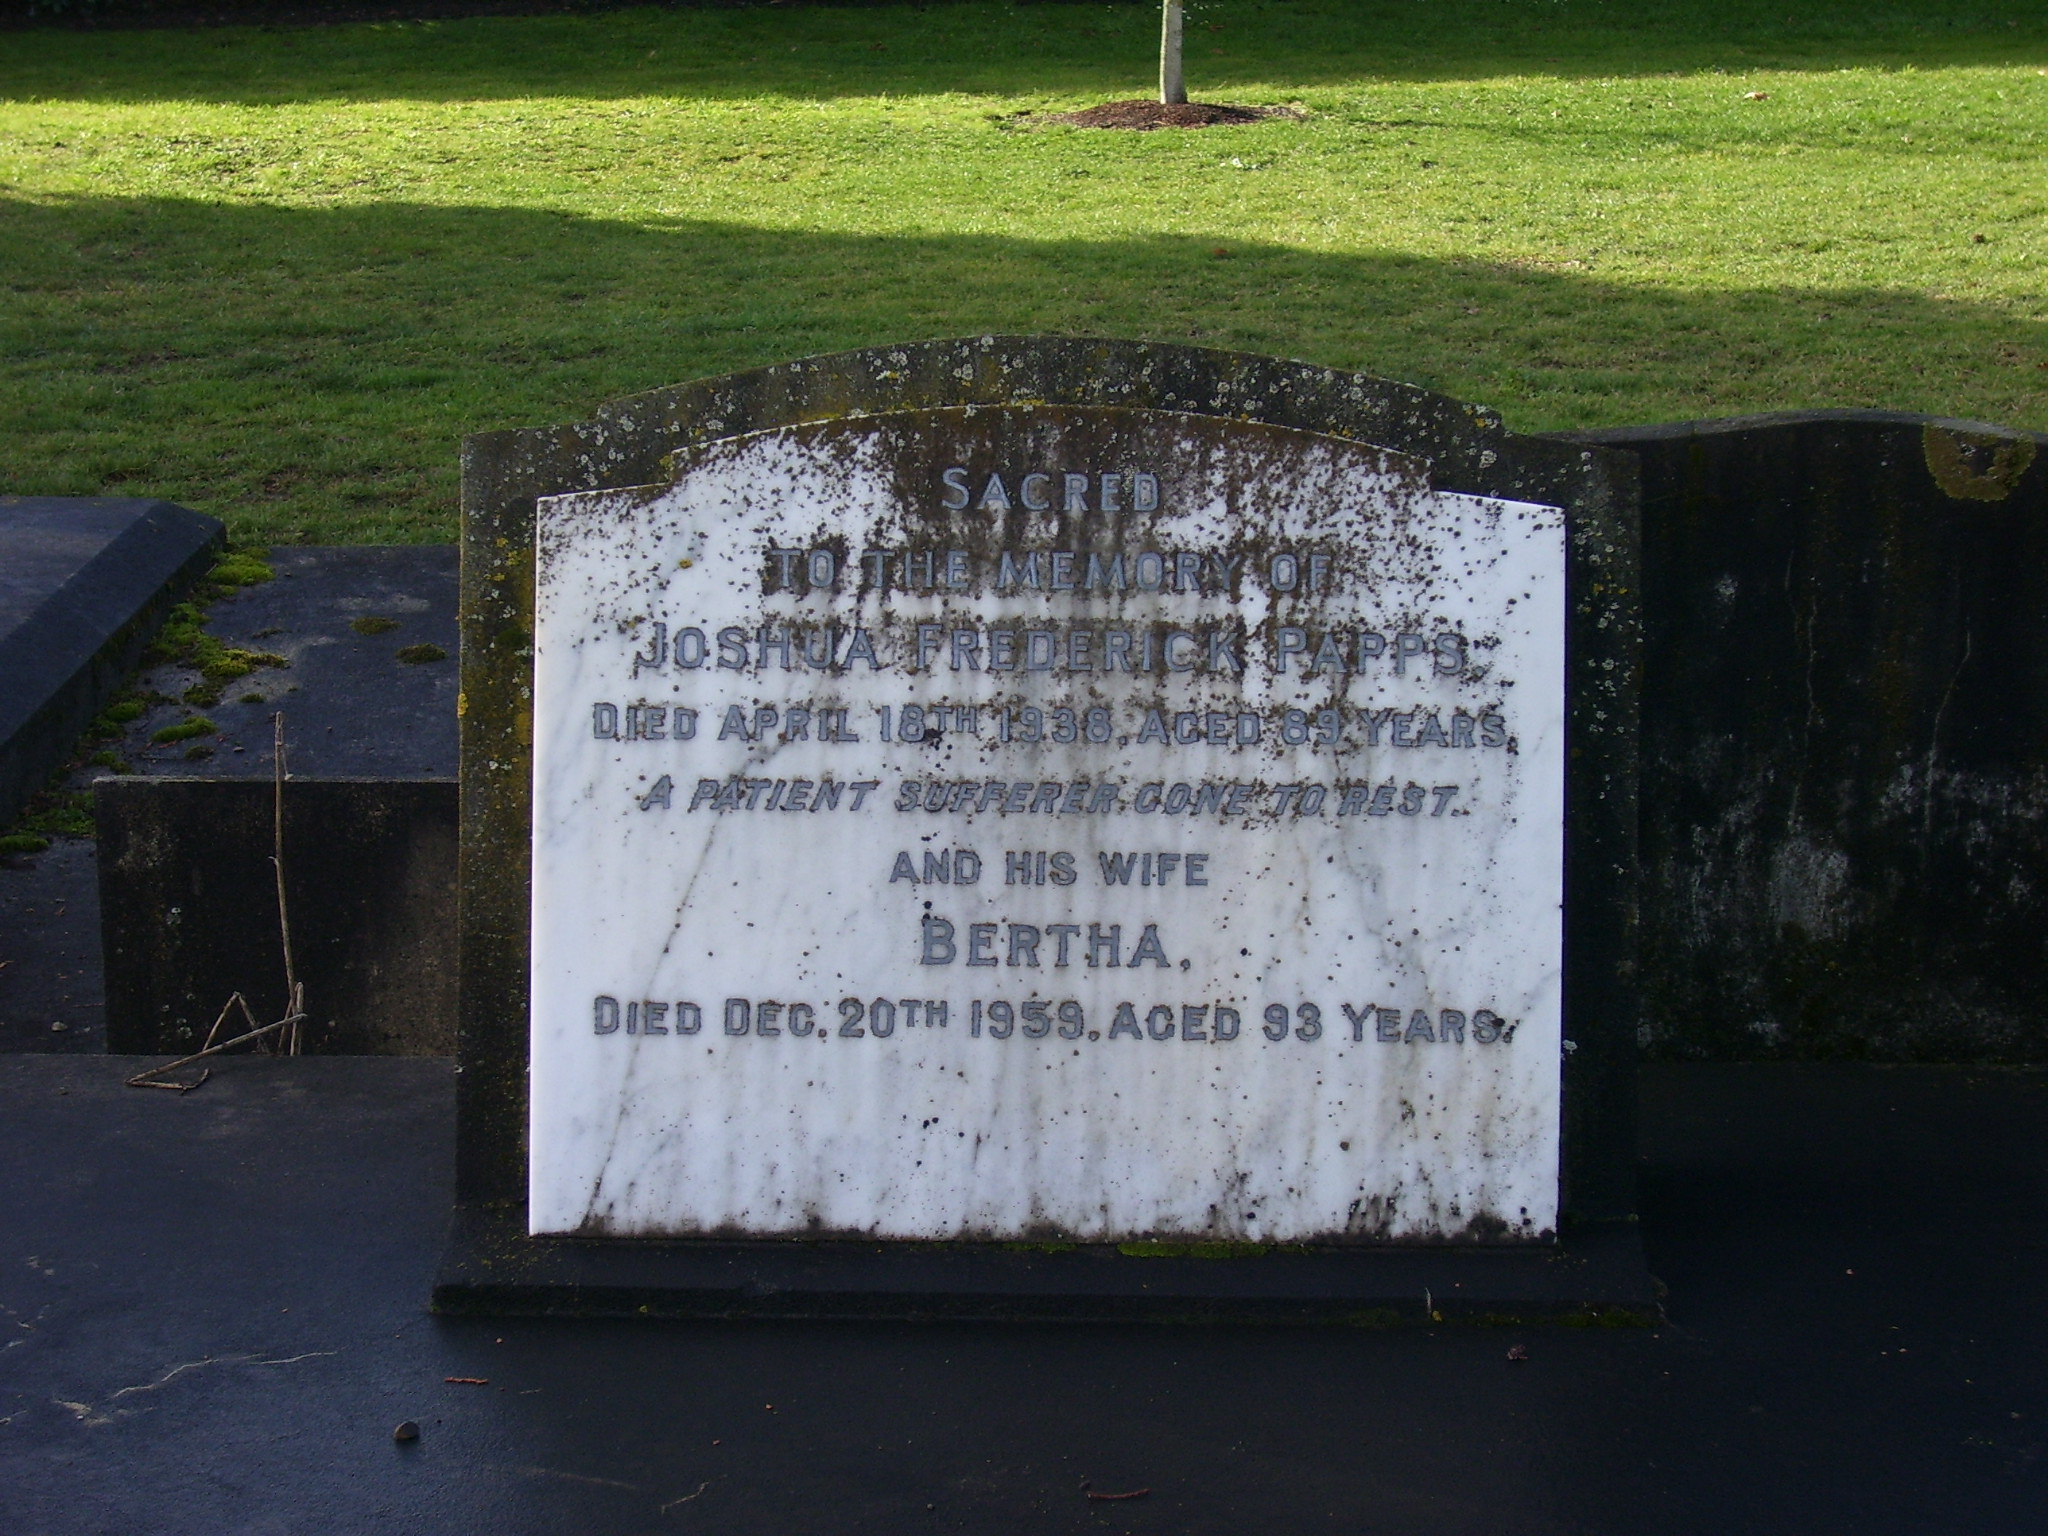 SACRED
TO THE MEMORY OF
JOSHUA FREDERICK PAPPS
DIED APRIL 18TH 1938, AGED 89 YEARS.
A PATIENT SUFFERER GONE TO REST.
AND HIS WIFE
BERTHA,
DIED DEC. 20TH 1959, AGED 93 YEARS.